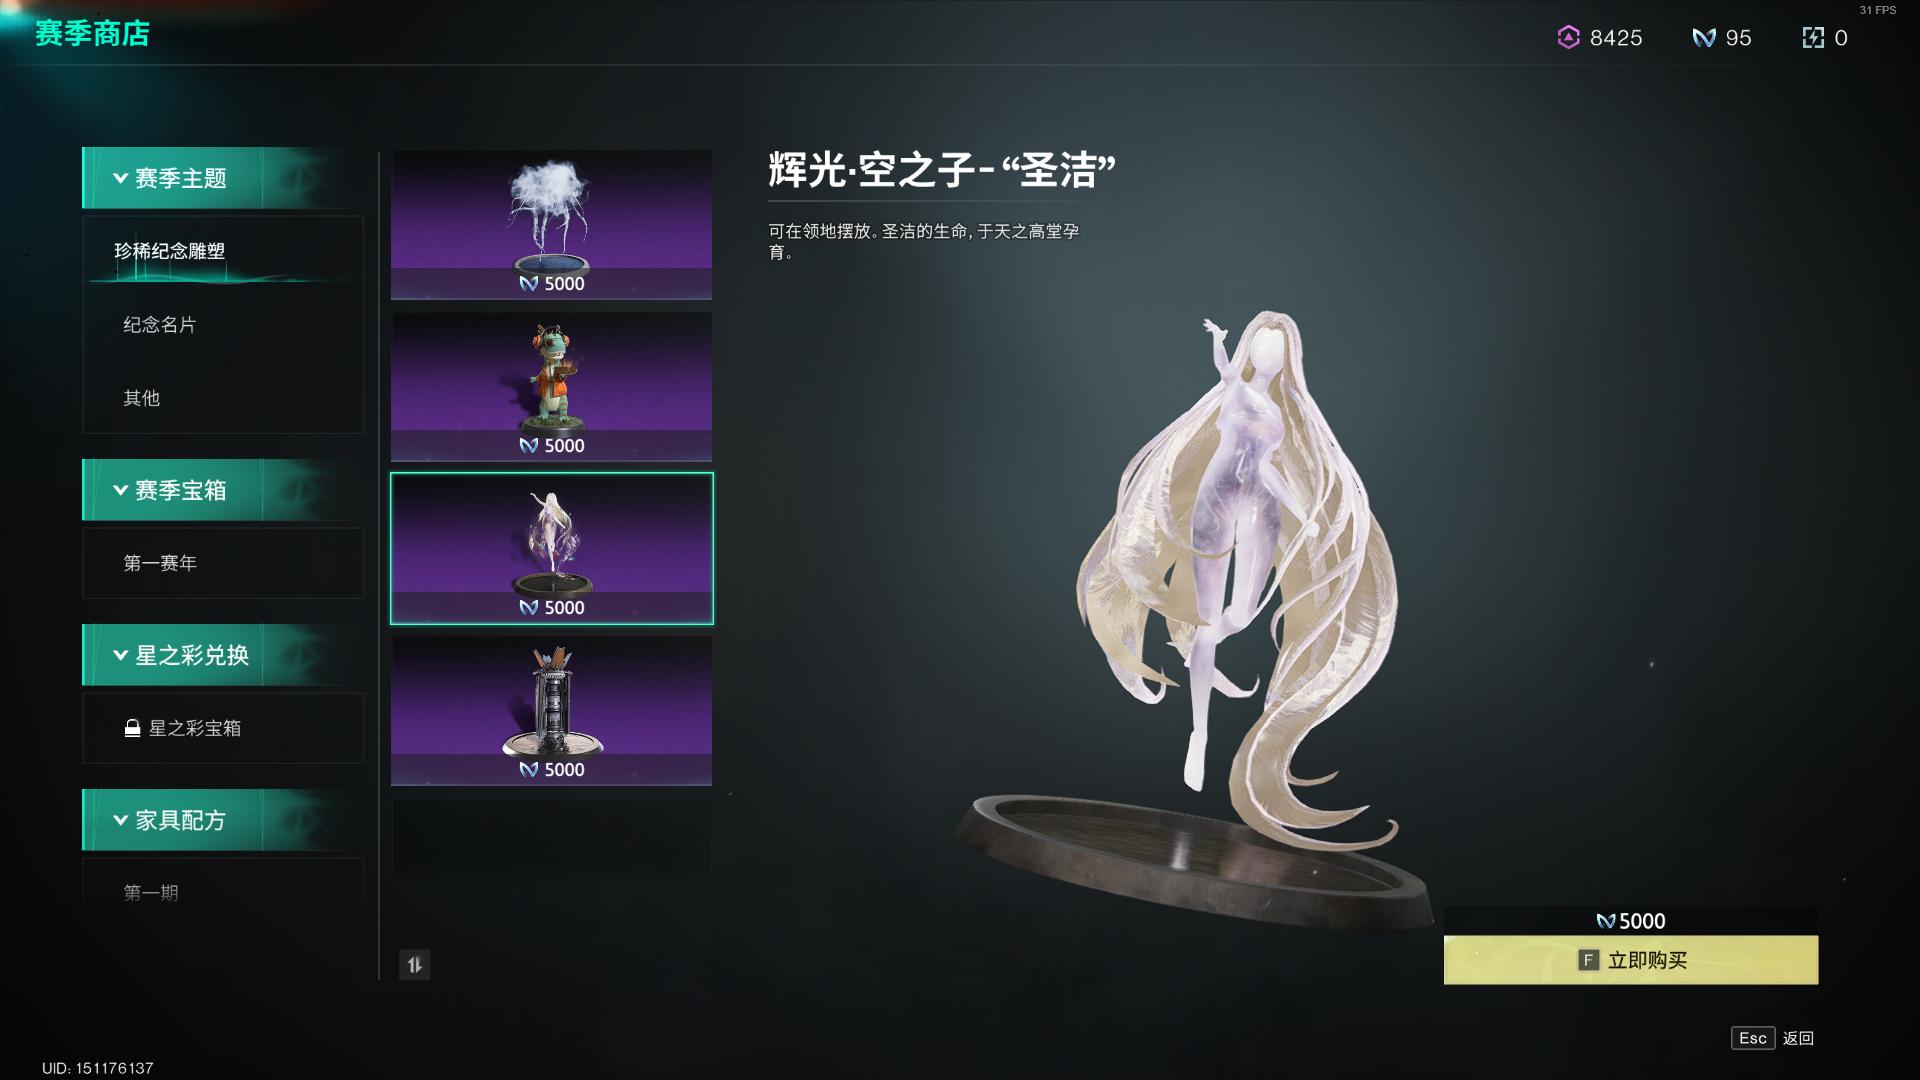 31 FPS
赛季商店
8425
95
0
赛季主题
珍稀纪念雕塑
纪念名片
其他
赛季宝箱
第一赛年
星之彩兑换
星之彩宝箱
家具配方
第一期
5000
5000
5000
5000
辉光·空之子-“圣洁”
可在领地摆放。圣洁的生命,于天之高堂孕
育。
5000
F 立即购买
Esc 返回
UID: 151176137